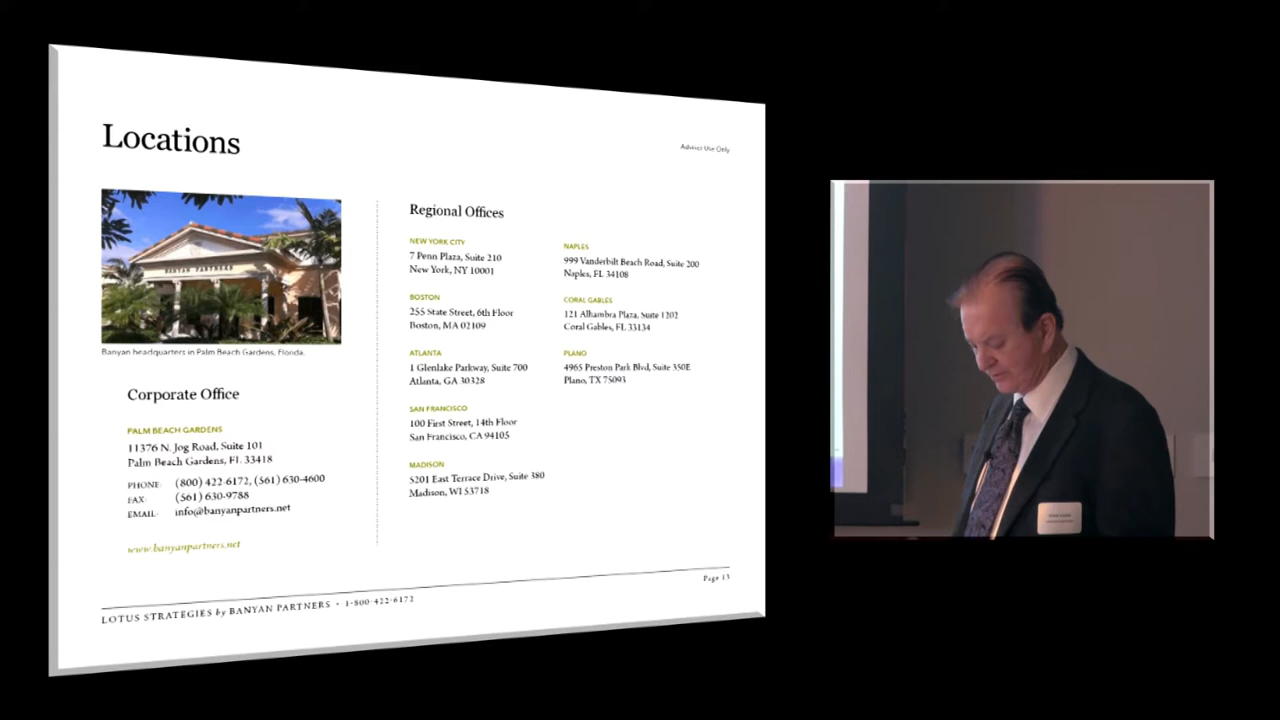 Locations
Advisor Use Only
BANYAN PARTNERS
Banyan headquarters in Palm Beach Gardens, Florida.
Corporate Office
PALM BEACH GARDENS
11376 N. Jog Road, Suite 101
Palm Beach Gardens, FL 33418
PHONE: (800) 422-6172, (561) 630-4600
FAX: (561) 630-9788
EMAIL: info@banyanpartners.net
www.banyanpartners.net
Regional Offices
NEW YORK CITY
7 Penn Plaza, Suite 210
New York, NY 10001
BOSTON
255 State Street, 6th Floor
Boston, MA 02109
ATLANTA
1 Glenlake Parkway, Suite 700
Atlanta, GA 30328
SAN FRANCISCO
100 First Street, 14th Floor
San Francisco, CA 94105
MADISON
5201 East Terrace Drive, Suite 380
Madison, WI 53718
NAPLES
999 Vanderbilt Beach Road, Suite 200
Naples, FL 34108
CORAL GABLES
121 Alhambra Plaza, Suite 1202
Coral Gables, FL 33134
PLANO
4965 Preston Park Blvd, Suite 350E
Plano, TX 75093
Page 13
LOTUS STRATEGIES by BANYAN PARTNERS • 1-800-422-6172